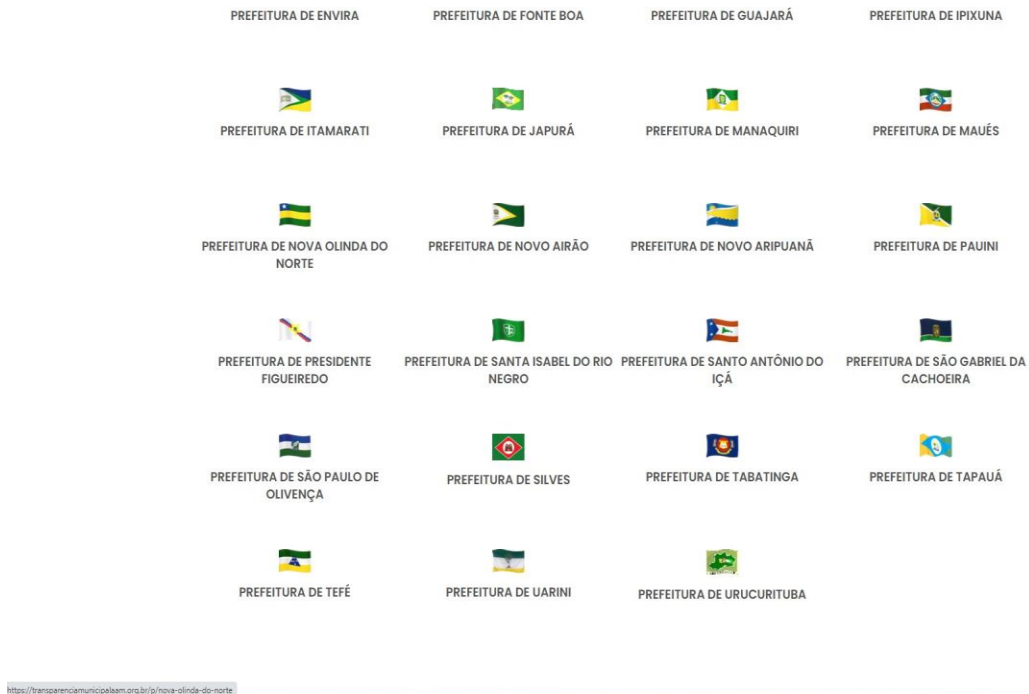 PREFEITURA DE ENVIRA
PREFEITURA DE FONTE BOA
PREFEITURA DE GUAJARÁ
PREFEITURA DE IPIXUNA
PREFEITURA DE ITAMARATI
PREFEITURA DE JAPURÁ
PREFEITURA DE MANAQUIRI
PREFEITURA DE MAUÉS
PREFEITURA DE NOVA OLINDA DO
NORTE
PREFEITURA DE NOVO AIRÃO
PREFEITURA DE NOVO ARIPUANÃ
PREFEITURA DE PAUINI
PREFEITURA DE PRESIDENTE
FIGUEIREDO
PREFEITURA DE SANTA ISABEL DO RIO
NEGRO
PREFEITURA DE SANTO ANTÔNIO DO
IÇÁ
PREFEITURA DE SÃO GABRIEL DA
CACHOEIRA
PREFEITURA DE SÃO PAULO DE
OLIVENÇA
PREFEITURA DE SILVES
PREFEITURA DE TABATINGA
PREFEITURA DE TAPAUÁ
PREFEITURA DE TEFÉ
PREFEITURA DE UARINI
PREFEITURA DE URUCURITUBA
https://transparenciamunicipalaam.org.br/p/nova-olinda-do-norte